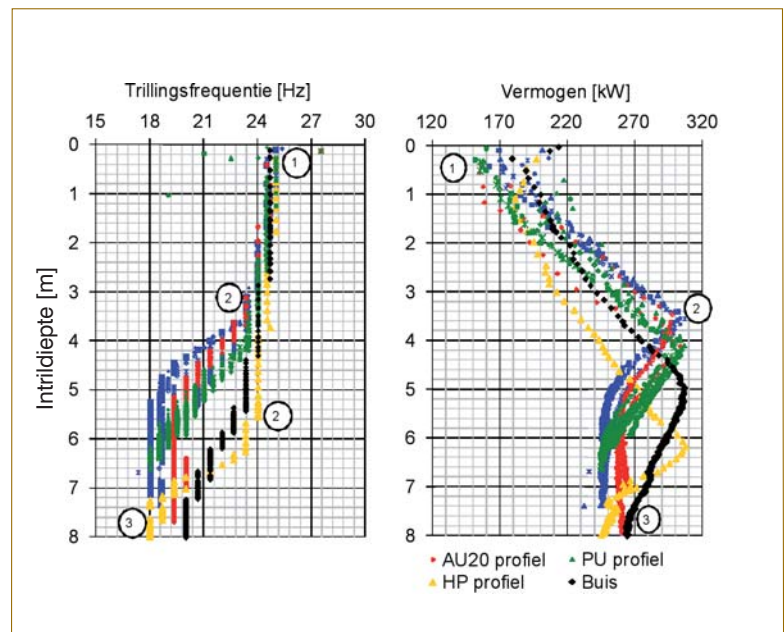 Trillingsfrequentie [Hz]
15 18 21 24 27 30
Intrildiepte [m]
0
1
2
3
4
5
6
7
8
1
2
2
3
Vermogen [kW]
120 170 220 270 320
0
1
2
3
4
5
6
7
8
1
2
3
AU20 profiel
PU profiel
HP profiel
Buis